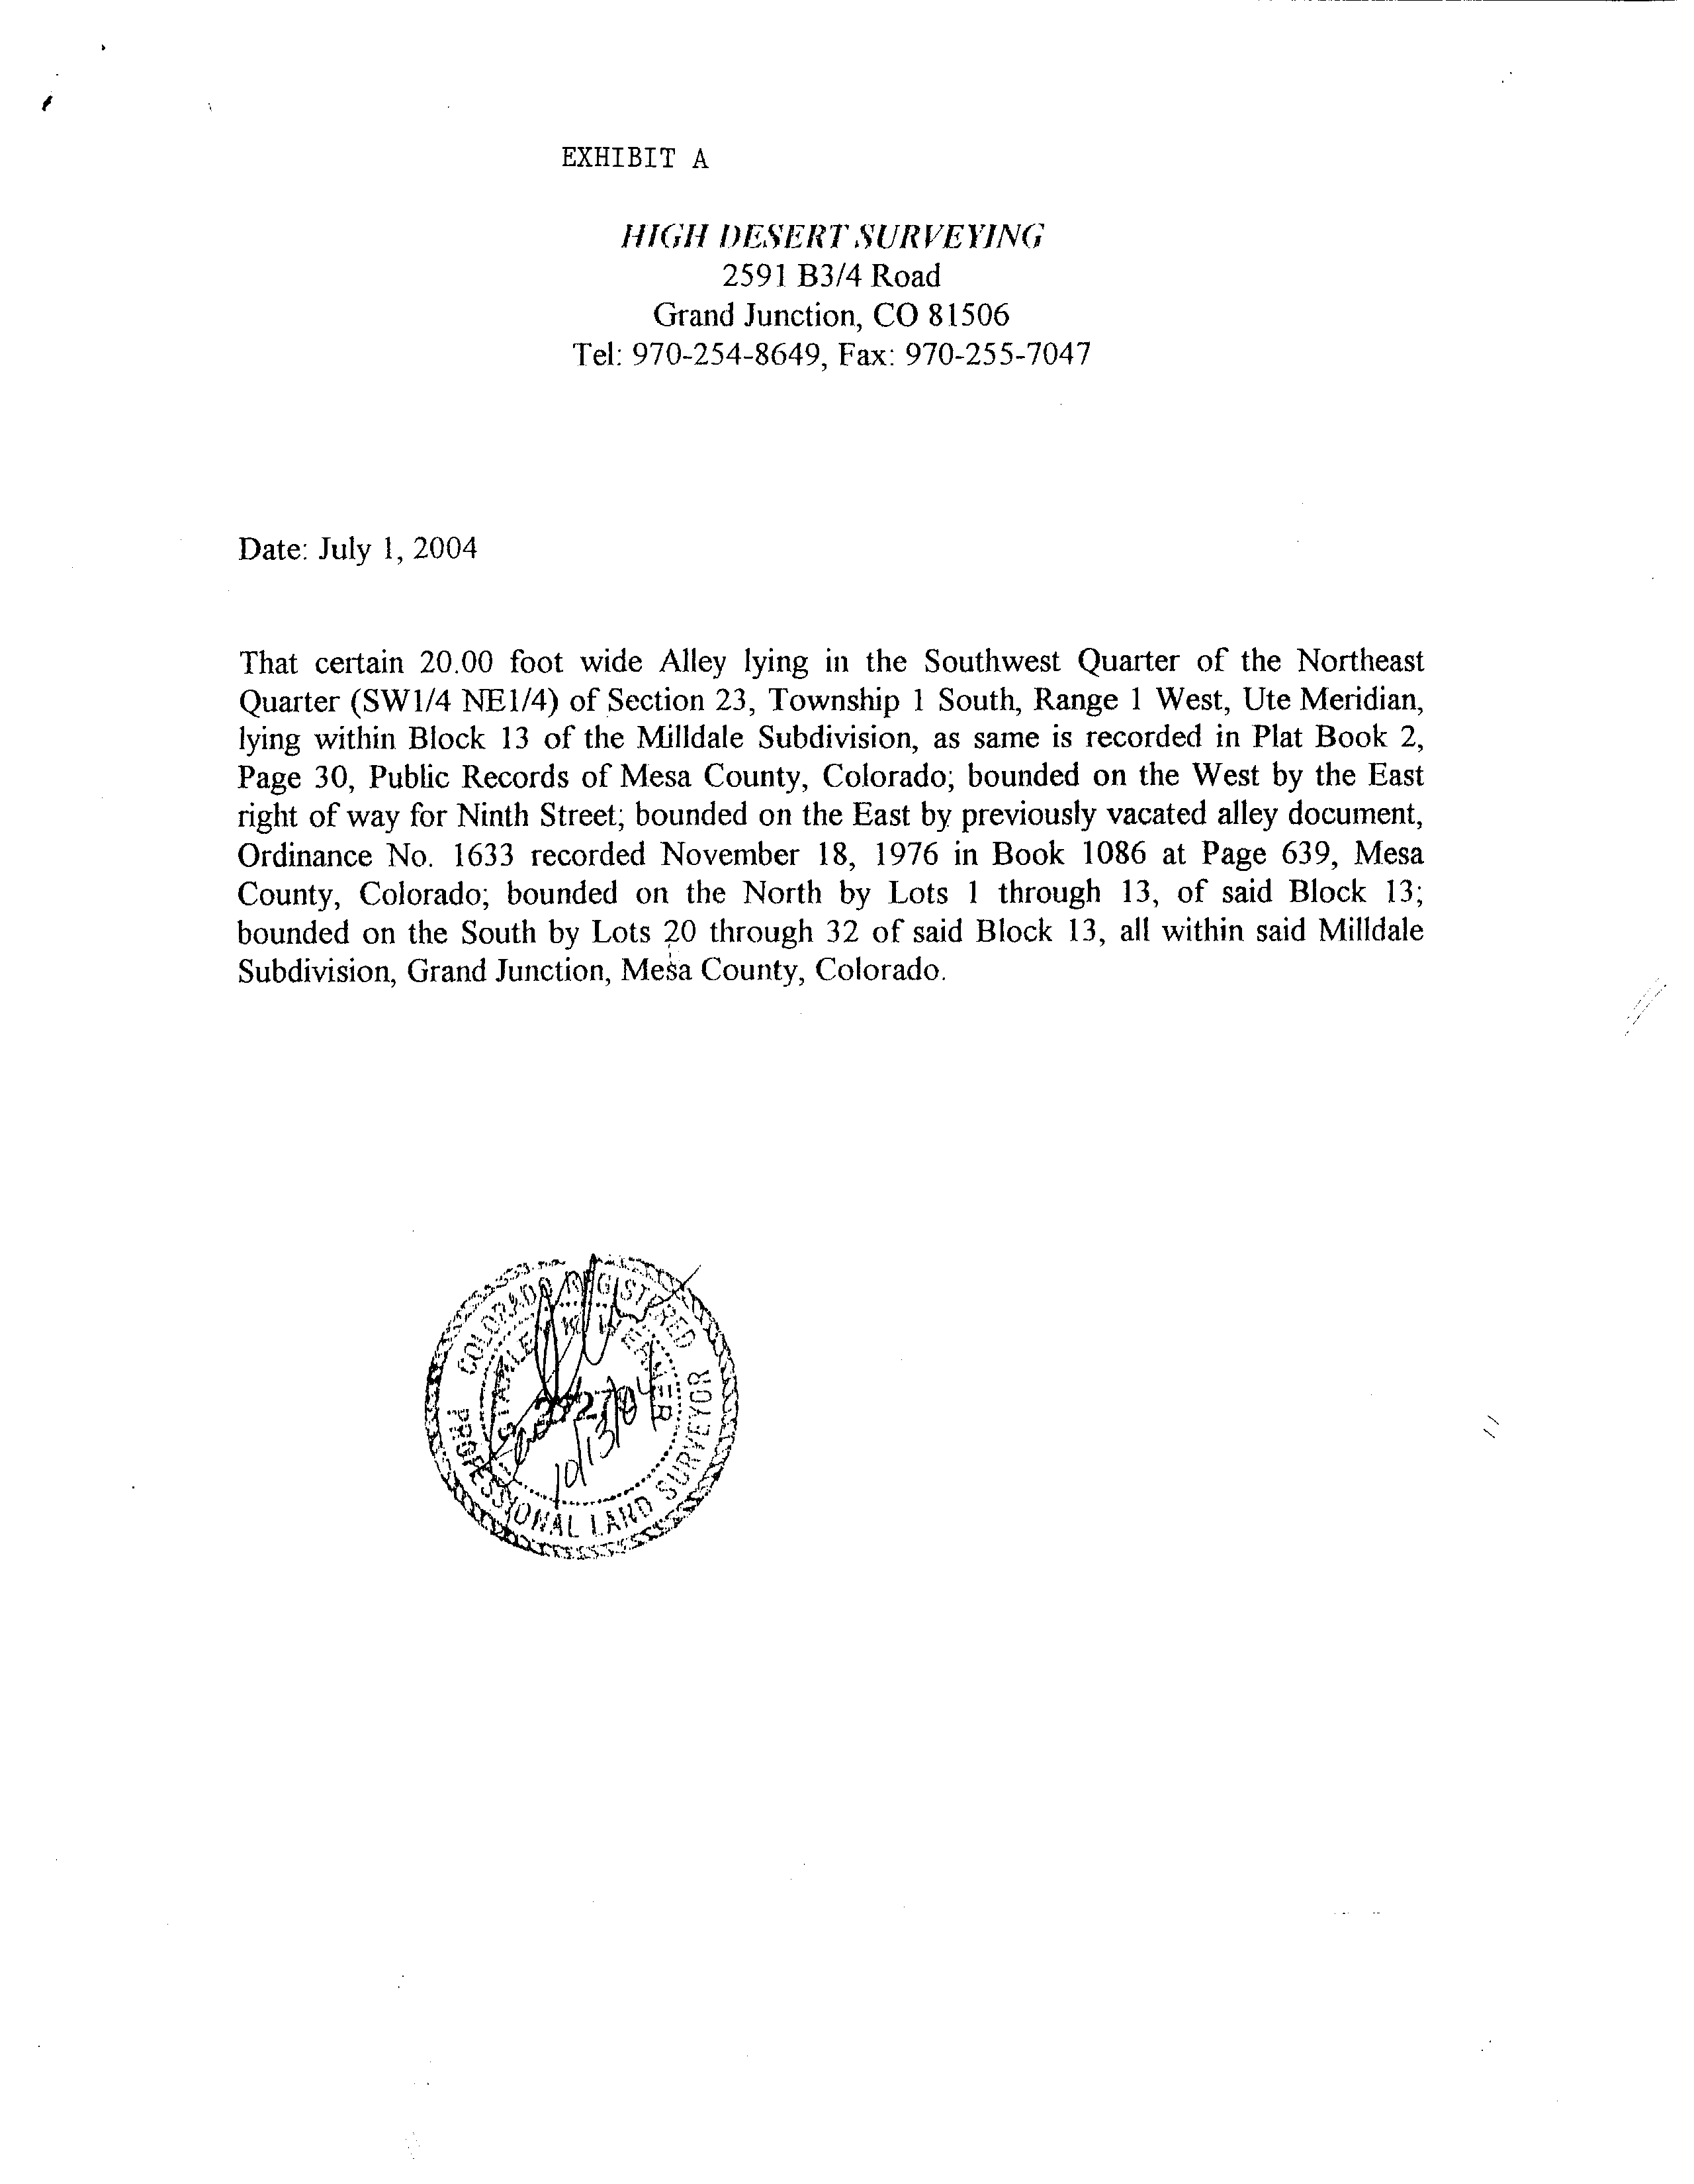 EXHIBIT A
HIGH DESERT SURVEYING
2591 B3/4 Road
Grand Junction, CO 81506
Tel: 970-254-8649, Fax: 970-255-7047
Date: July 1, 2004
That certain 20.00 foot wide Alley lying in the Southwest Quarter of the Northeast
Quarter (SW1/4 NE1/4) of Section 23, Township 1 South, Range 1 West, Ute Meridian,
lying within Block 13 of the Milldale Subdivision, as same is recorded in Plat Book 2,
Page 30, Public Records of Mesa County, Colorado; bounded on the West by the East
right of way for Ninth Street; bounded on the East by previously vacated alley document,
Ordinance No. 1633 recorded November 18, 1976 in Book 1086 at Page 639, Mesa
County, Colorado; bounded on the North by Lots 1 through 13, of said Block 13;
bounded on the South by Lots 20 through 32 of said Block 13, all within said Milldale
Subdivision, Grand Junction, Mesa County, Colorado.
COLORADO REGISTERED
10/13/04
PROFESSIONAL LAND SURVEYOR